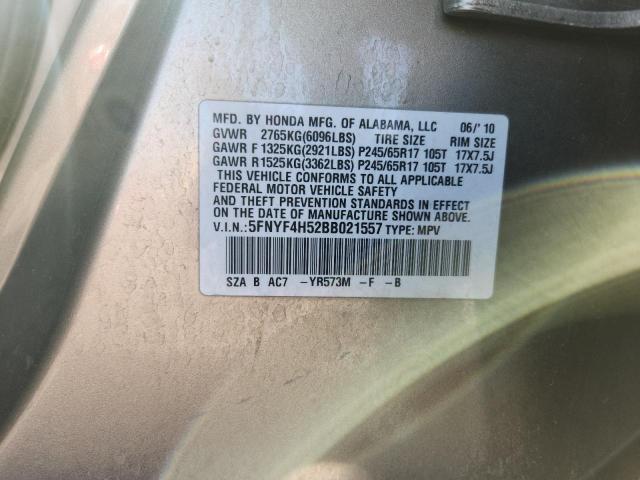 MFD. BY HONDA MFG. OF ALABAMA, LLC 06/'10
GVWR 2765KG(6096LBS) TIRE SIZE RIM SIZE
GAWR F 1325KG(2921LBS) P245/65R17 105T 17X7.5J
GAWR R 1525KG(3362LBS) P245/65R17 105T 17X7.5J
THIS VEHICLE CONFORMS TO ALL APPLICABLE
FEDERAL MOTOR VEHICLE SAFETY
AND THEFT PREVENTION STANDARDS IN EFFECT
ON THE DATE OF MANUFACTURE SHOWN ABOVE.
V.I.N.: 5FNYF4H52BB021557 TYPE: MPV
SZA B AC7 -YR573M -F -B